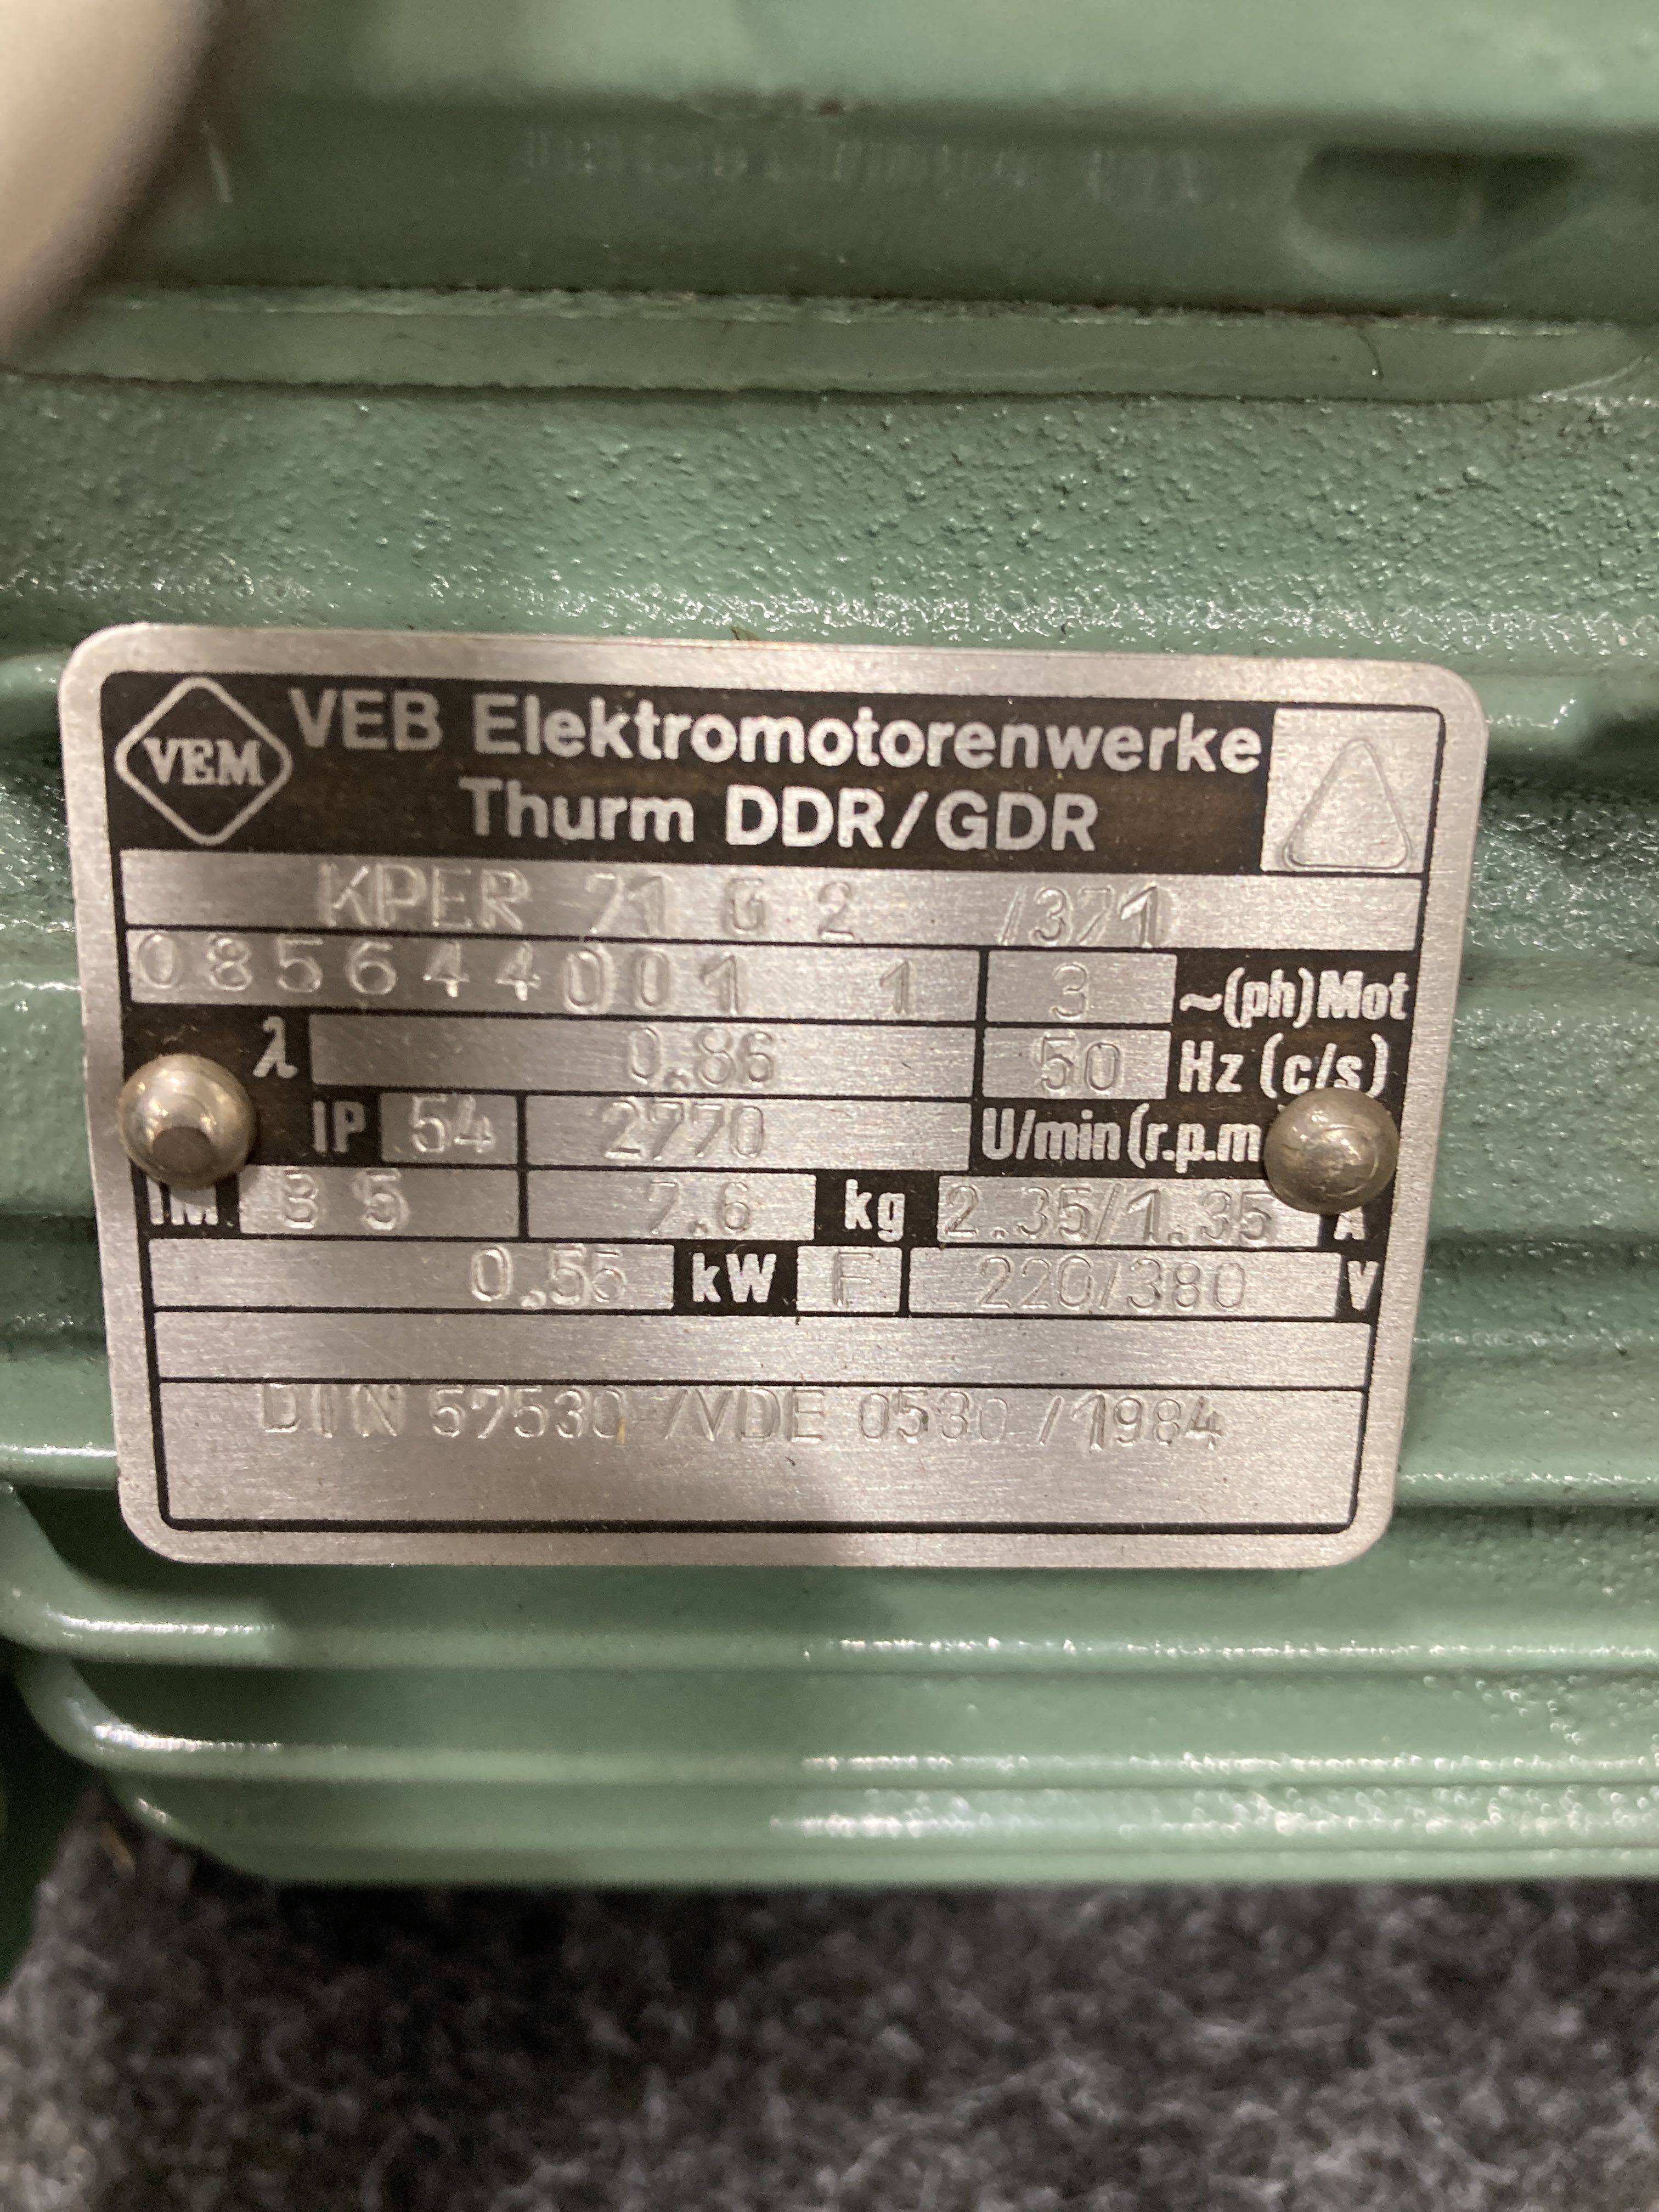 VEM VEB Elektromotorenwerke
Thurm DDR/GDR
KPER 71 G 2 /371
085644001 1 3 ~(ph)Mot
λ 0.86 50 Hz (c/s)
IP 54 2770 U/min (r.p.m
IM B 5 7.6 kg 2.35/1.35 A
0.55 kW F 220/380 V
DIN 57530 /VDE 0530 /1984